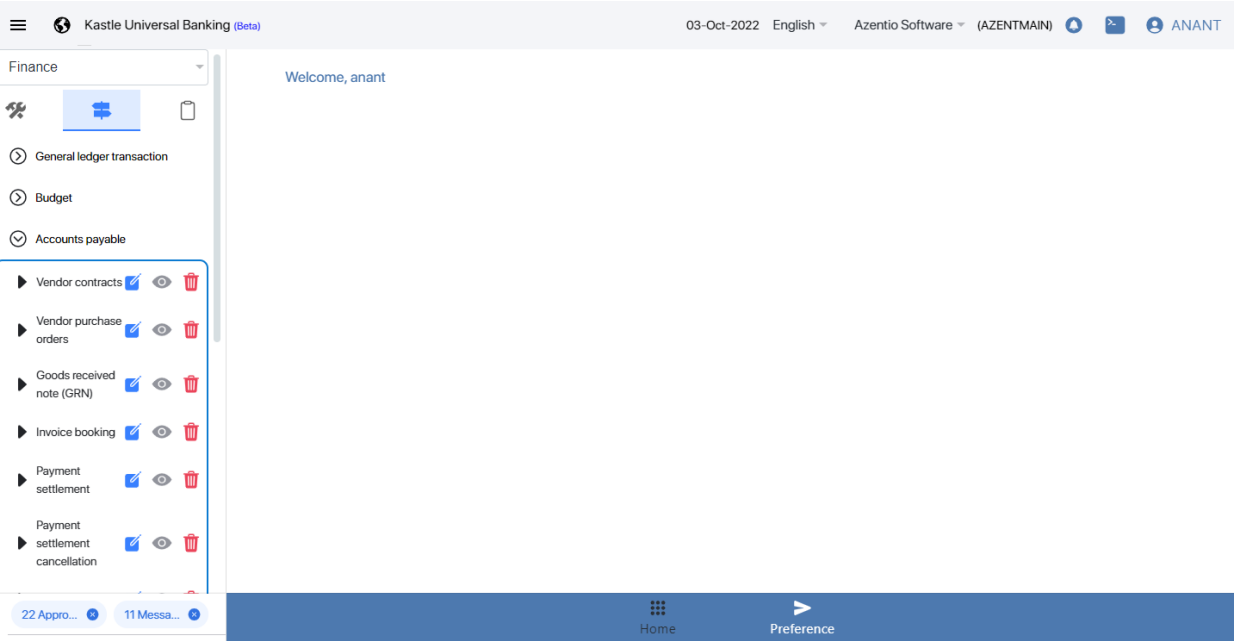 Kastle Universal Banking (Beta)
03-Oct-2022 English Azentio Software (AZENTMAIN) ANANT
Finance
Welcome, anant
General ledger transaction
Budget
Accounts payable
Vendor contracts
Vendor purchase
orders
Goods received
note (GRN)
Invoice booking
Payment
settlement
Payment
settlement
cancellation
22 Appro... 11 Messa...
Home
Preference